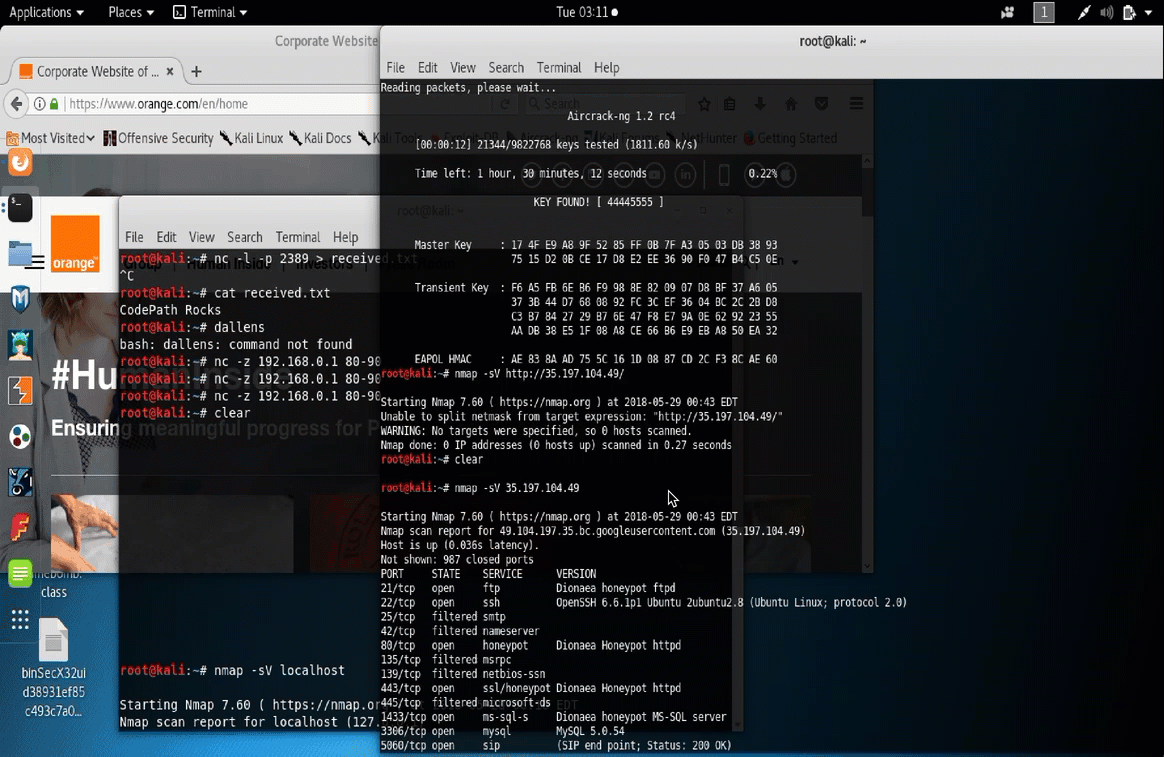 Applications Places Terminal Tue 03:11 1
Corporate Website
root@kali: ~
Corporate Website of ... × +
File Edit View Search Terminal Help
https://www.orange.com/en/home
Search
Most Visited Offensive Security Kali Linux Kali Docs Kali Tools Exploit-DB Aircrack-ng Kali Forums NetHunter Getting Started
Reading packets, please wait...
Aircrack-ng 1.2 rc4
[00:00:12] 21344/9822768 keys tested (1811.60 k/s)
Time left: 1 hour, 30 minutes, 12 seconds 0.22%
KEY FOUND! [ 44445555 ]
Master Key : 17 4F E9 A8 9F 52 85 FF 0B 7F A3 05 03 DB 38 93
75 15 D2 0B CE 17 D8 E2 EE 36 90 F0 47 B4 C5 0E
Transient Key : F6 A5 FB 6E B6 F9 98 8E 82 09 07 D8 BF 37 A6 05
37 3B 44 D7 68 08 92 FC 3C EF 36 04 BC 2C 2B D8
C3 B7 84 27 29 B7 6E 47 F8 E7 9A 0E 62 92 23 55
AA DB 38 E5 1F 08 A8 CE 66 B6 E9 EB A8 50 EA 32
EAPOL HMAC : AE 83 8A AD 75 5C 16 1D 08 87 CD 2C F3 8C AE 60
root@kali:~# nmap -sV http://35.197.104.49/
Starting Nmap 7.60 ( https://nmap.org ) at 2018-05-29 00:43 EDT
Unable to split netmask from target expression: "http://35.197.104.49/"
WARNING: No targets were specified, so 0 hosts scanned.
Nmap done: 0 IP addresses (0 hosts up) scanned in 0.27 seconds
root@kali:~# clear
root@kali:~# nmap -sV 35.197.104.49
Starting Nmap 7.60 ( https://nmap.org ) at 2018-05-29 00:43 EDT
Nmap scan report for 49.104.197.35.bc.googleusercontent.com (35.197.104.49)
Host is up (0.036s latency).
Not shown: 987 closed ports
PORT STATE SERVICE VERSION
21/tcp open ftp Dionaea honeypot ftpd
22/tcp open ssh OpenSSH 6.6.1p1 Ubuntu 2ubuntu2.8 (Ubuntu Linux; protocol 2.0)
25/tcp filtered smtp
42/tcp filtered nameserver
80/tcp open honeypot Dionaea Honeypot httpd
135/tcp filtered msrpc
139/tcp filtered netbios-ssn
443/tcp open ssl/honeypot Dionaea Honeypot httpd
445/tcp filtered microsoft-ds
1433/tcp open ms-sql-s Dionaea honeypot MS-SQL server
3306/tcp open mysql MySQL 5.0.54
5060/tcp open sip (SIP end point; Status: 200 OK)
root@kali: ~
File Edit View Search Terminal Help
root@kali:~# nc -l -p 2389 > received.txt
^C
root@kali:~# cat received.txt
CodePath Rocks
root@kali:~# dallens
bash: dallens: command not found
root@kali:~# nc -z 192.168.0.1 80-90
root@kali:~# nc -z 192.168.0.1 80-90
root@kali:~# nc -z 192.168.0.1 80-90
root@kali:~# clear
root@kali:~# nmap -sV localhost
Starting Nmap 7.60 ( https://nmap.or
Nmap scan report for localhost (127.
orange™
Group Human Inside Investors
#Hum
Ensuring meaningful progress for
class
binSecX32ui
d38931ef85
c493c7a0...